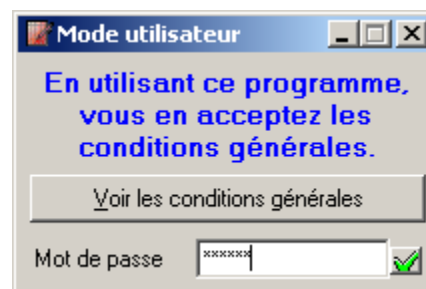 Mode utilisateur
En utilisant ce programme,
vous en acceptez les
conditions générales.
Voir les conditions générales
Mot de passe ××××××